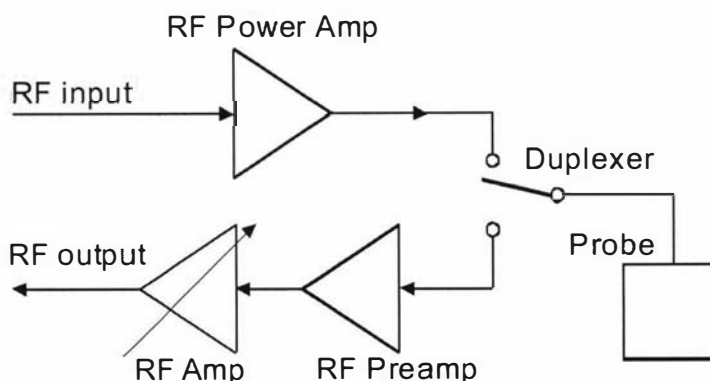 RF Power Amp
RF input
Duplexer
RF output
Probe
RF Amp
RF Preamp